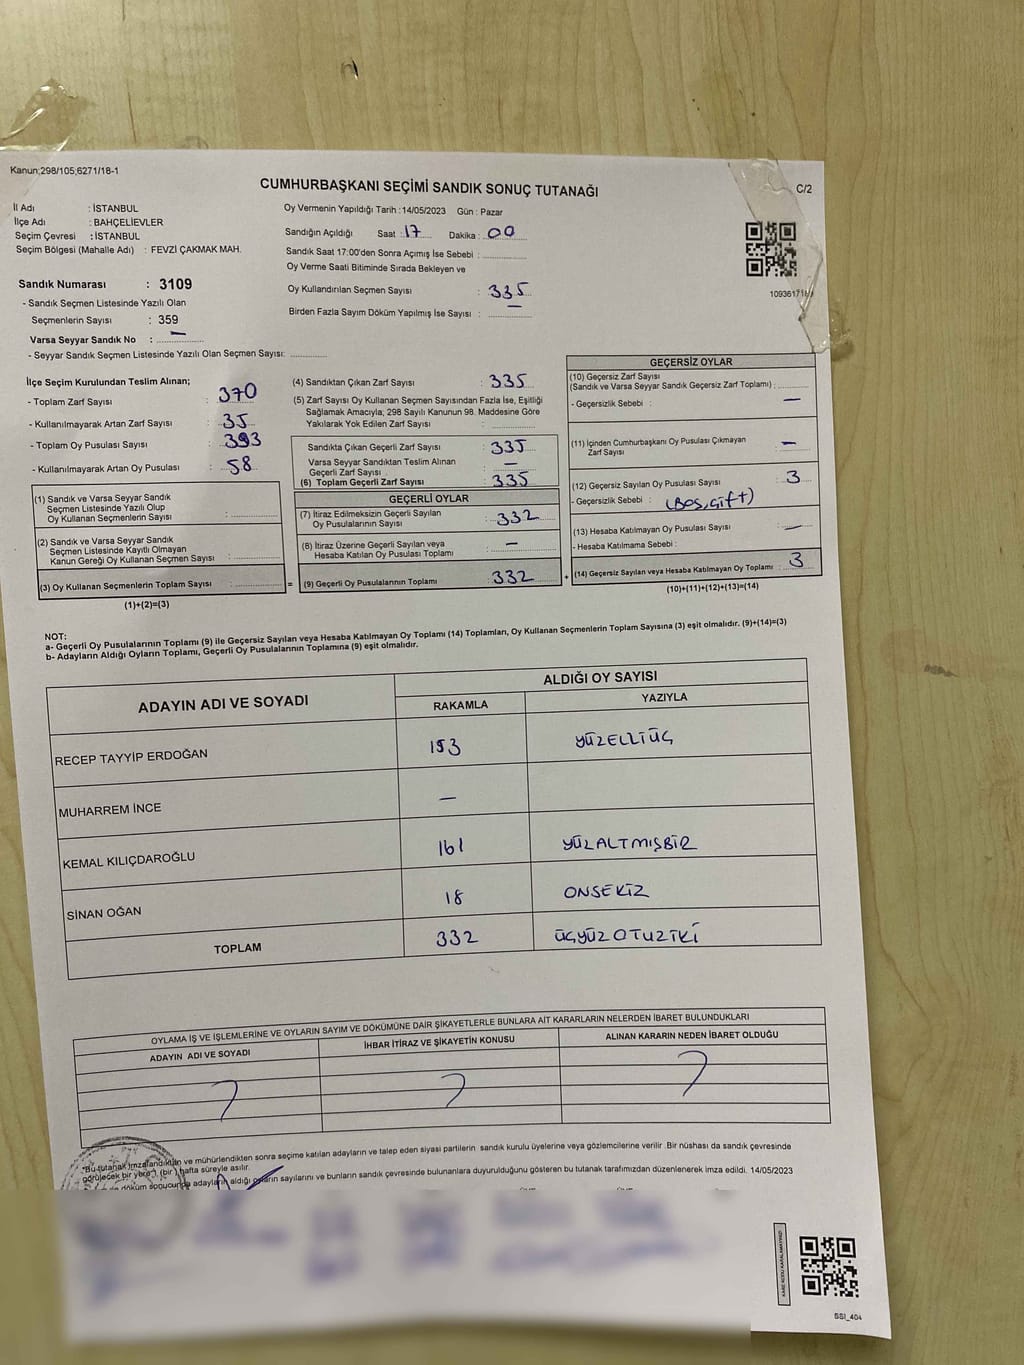 Kanun;298/105;6271/18-1
CUMHURBAŞKANI SEÇİMİ SANDIK SONUÇ TUTANAĞI
C/2
İl Adı : İSTANBUL
İlçe Adı : BAHÇELİEVLER
Seçim Çevresi : İSTANBUL
Seçim Bölgesi (Mahalle Adı) : FEVZİ ÇAKMAK MAH.
Oy Vermenin Yapıldığı Tarih : 14/05/2023 Gün : Pazar
Sandığın Açıldığı Saat : 17 Dakika : 00
Sandık Saat 17:00'den Sonra Açımış İse Sebebi :
Oy Verme Saati Bitiminde Sırada Bekleyen ve
Oy Kullandırılan Seçmen Sayısı : 335
Birden Fazla Sayım Döküm Yapılmış İse Sayısı : —
Sandık Numarası : 3109
- Sandık Seçmen Listesinde Yazılı Olan
Seçmenlerin Sayısı : 359
Varsa Seyyar Sandık No : —
- Seyyar Sandık Seçmen Listesinde Yazılı Olan Seçmen Sayısı:
İlçe Seçim Kurulundan Teslim Alınan;
- Toplam Zarf Sayısı : 370
- Kullanılmayarak Artan Zarf Sayısı : 35
- Toplam Oy Pusulası Sayısı : 393
- Kullanılmayarak Artan Oy Pusulası : 58
(1) Sandık ve Varsa Seyyar Sandık
Seçmen Listesinde Yazılı Olup
Oy Kullanan Seçmenlerin Sayısı :
(2) Sandık ve Varsa Seyyar Sandık
Seçmen Listesinde Kayıtlı Olmayan
Kanun Gereği Oy Kullanan Seçmen Sayısı :
(3) Oy Kullanan Seçmenlerin Toplam Sayısı : =
(1)+(2)=(3)
(4) Sandıktan Çıkan Zarf Sayısı : 335
(5) Zarf Sayısı Oy Kullanan Seçmen Sayısından Fazla İse, Eşitliği
Sağlamak Amacıyla; 298 Sayılı Kanunun 98. Maddesine Göre
Yakılarak Yok Edilen Zarf Sayısı :
Sandıkta Çıkan Geçerli Zarf Sayısı : 335
Varsa Seyyar Sandıktan Teslim Alınan
Geçerli Zarf Sayısı : —
(6) Toplam Geçerli Zarf Sayısı : 335
GEÇERLİ OYLAR
(7) İtiraz Edilmeksizin Geçerli Sayılan
Oy Pusulalarının Sayısı : 332
(8) İtiraz Üzerine Geçerli Sayılan veya
Hesaba Katılan Oy Pusulası Toplamı : —
(9) Geçerli Oy Pusulalarının Toplamı : 332 +
GEÇERSİZ OYLAR
(10) Geçersiz Zarf Sayısı
(Sandık ve Varsa Seyyar Sandık Geçersiz Zarf Toplamı) :
- Geçersizlik Sebebi : —
(11) İçinden Cumhurbaşkanı Oy Pusulası Çıkmayan
Zarf Sayısı : —
(12) Geçersiz Sayılan Oy Pusulası Sayısı : 3
- Geçersizlik Sebebi : (Boş, çift)
(13) Hesaba Katılmayan Oy Pusulası Sayısı : —
- Hesaba Katılmama Sebebi :
(14) Geçersiz Sayılan veya Hesaba Katılmayan Oy Toplamı : 3
(10)+(11)+(12)+(13)=(14)
NOT:
a- Geçerli Oy Pusulalarının Toplamı (9) ile Geçersiz Sayılan veya Hesaba Katılmayan Oy Toplamı (14) Toplamları, Oy Kullanan Seçmenlerin Toplam Sayısına (3) eşit olmalıdır. (9)+(14)=(3)
b- Adayların Aldığı Oyların Toplamı, Geçerli Oy Pusulalarının Toplamına (9) eşit olmalıdır.
ADAYIN ADI VE SOYADI ALDIĞI OY SAYISI
RAKAMLA YAZIYLA
RECEP TAYYİP ERDOĞAN 153 YÜZELLİÜÇ
MUHARREM İNCE —
KEMAL KILIÇDAROĞLU 161 YÜZALTMIŞBİR
SİNAN OĞAN 18 ONSEKİZ
TOPLAM 332 ÜÇYÜZOTUZİKİ
OYLAMA İŞ VE İŞLEMLERİNE VE OYLARIN SAYIM VE DÖKÜMÜNE DAİR ŞİKAYETLERLE BUNLARA AİT KARARLARIN NELERDEN İBARET BULUNDUKLARI
ADAYIN ADI VE SOYADI İHBAR İTİRAZ VE ŞİKAYETİN KONUSU ALINAN KARARIN NEDEN İBARET OLDUĞU
"Bu tutanak imzalandıktan ve mühürlendikten sonra seçime katılan adayların ve talep eden siyasi partilerin sandık kurulu üyelerine veya gözlemcilerine verilir .Bir nüshası da sandık çevresinde
görülecek bir yere 1 (bir ) hafta süreyle asılır.
döküm sonucunda adayların aldığı oyların sayılarını ve bunların sandık çevresinde bulunanlara duyurulduğunu gösteren bu tutanak tarafımızdan düzenlenerek imza edildi. 14/05/2023
SSI_404